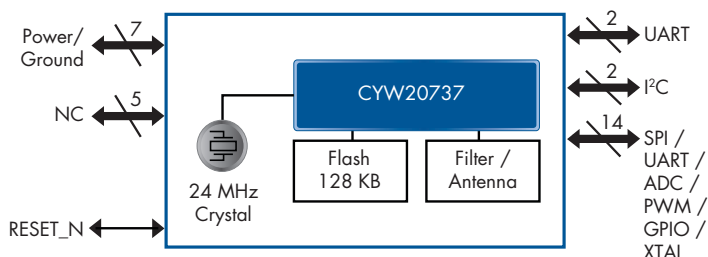 Power/
Ground
7
NC
5
RESET_N
CYW20737
24 MHz
Crystal
Flash
128 KB
Filter /
Antenna
2
UART
2
I²C
14
SPI /
UART /
ADC /
PWM /
GPIO /
XTAL